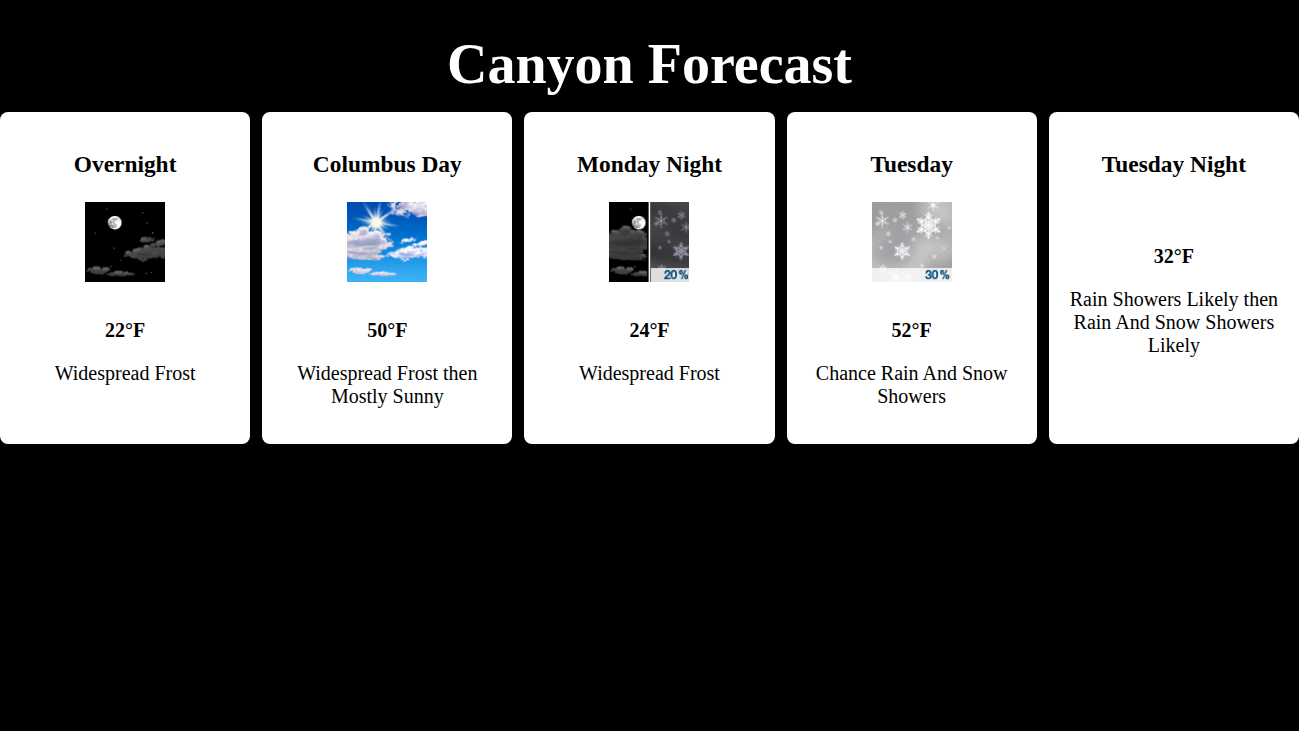 Canyon Forecast
Overnight
22°F
Widespread Frost
Columbus Day
50°F
Widespread Frost then
Mostly Sunny
Monday Night
20%
24°F
Widespread Frost
Tuesday
30%
52°F
Chance Rain And Snow
Showers
Tuesday Night
32°F
Rain Showers Likely then
Rain And Snow Showers
Likely